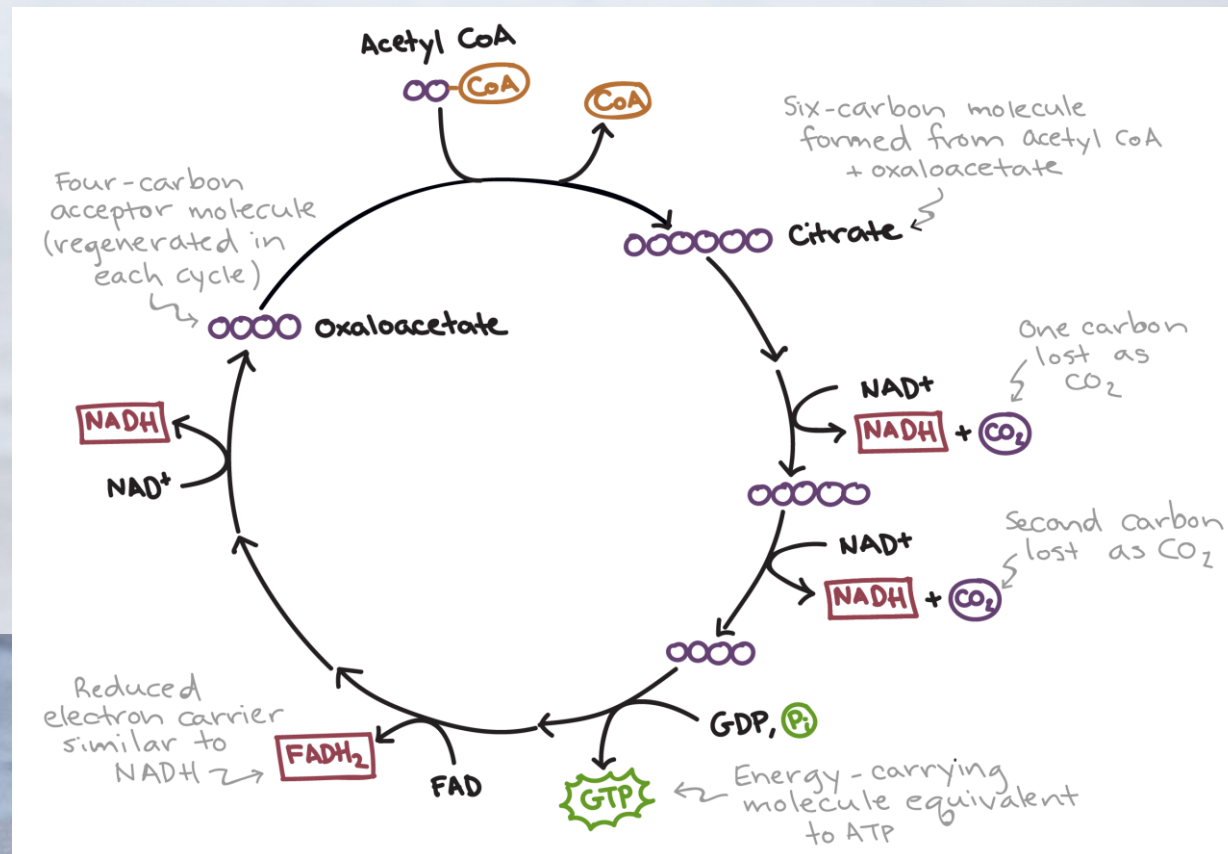 Acetyl CoA
CoA
CoA
Six-carbon molecule
formed from acetyl CoA
+ oxaloacetate
Citrate
Four-carbon
acceptor molecule
(regenerated in
each cycle)
Oxaloacetate
One carbon
lost as
CO₂
NAD+
NADH + CO₂
NADH
NAD+
Second carbon
lost as CO₂
NAD+
NADH + CO₂
Reduced
electron carrier
similar to
NADH
FADH₂
FAD
GDP, Pi
GTP
Energy-carrying
molecule equivalent
to ATP